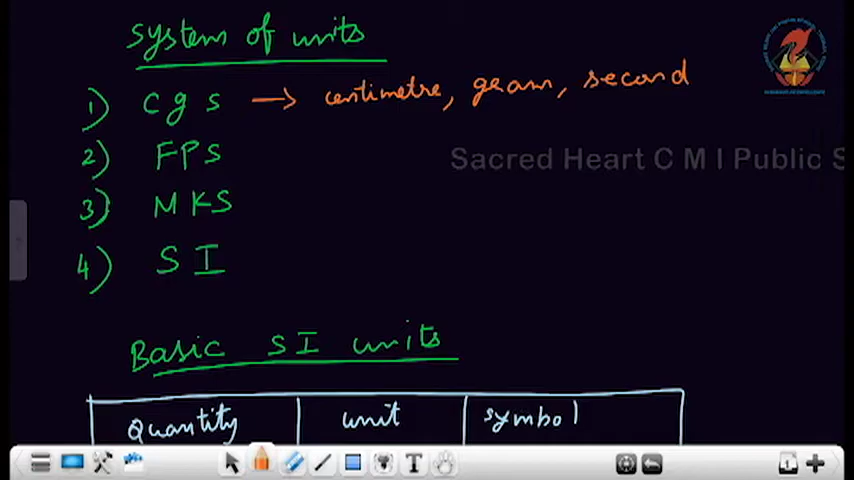 System of units
1) cgs → centimetre, gram, second
2) FPS
3) MKS
4) SI
Sacred Heart C M I Public S
Basic SI units
Quantity unit symbol
T